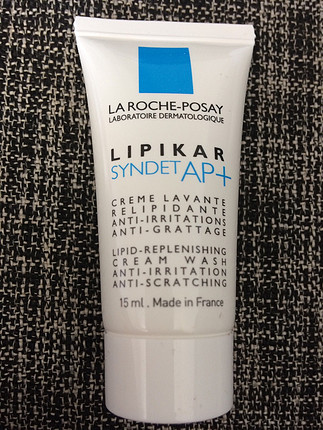 LA ROCHE-POSAY
LABORATOIRE DERMATOLOGIQUE
LIPIKAR
SYNDET AP+
CREME LAVANTE
RELIPIDANTE
ANTI-IRRITATIONS
ANTI-GRATTAGE
LIPID-REPLENISHING
CREAM WASH
ANTI-IRRITATION
ANTI-SCRATCHING
15 ml. Made in France